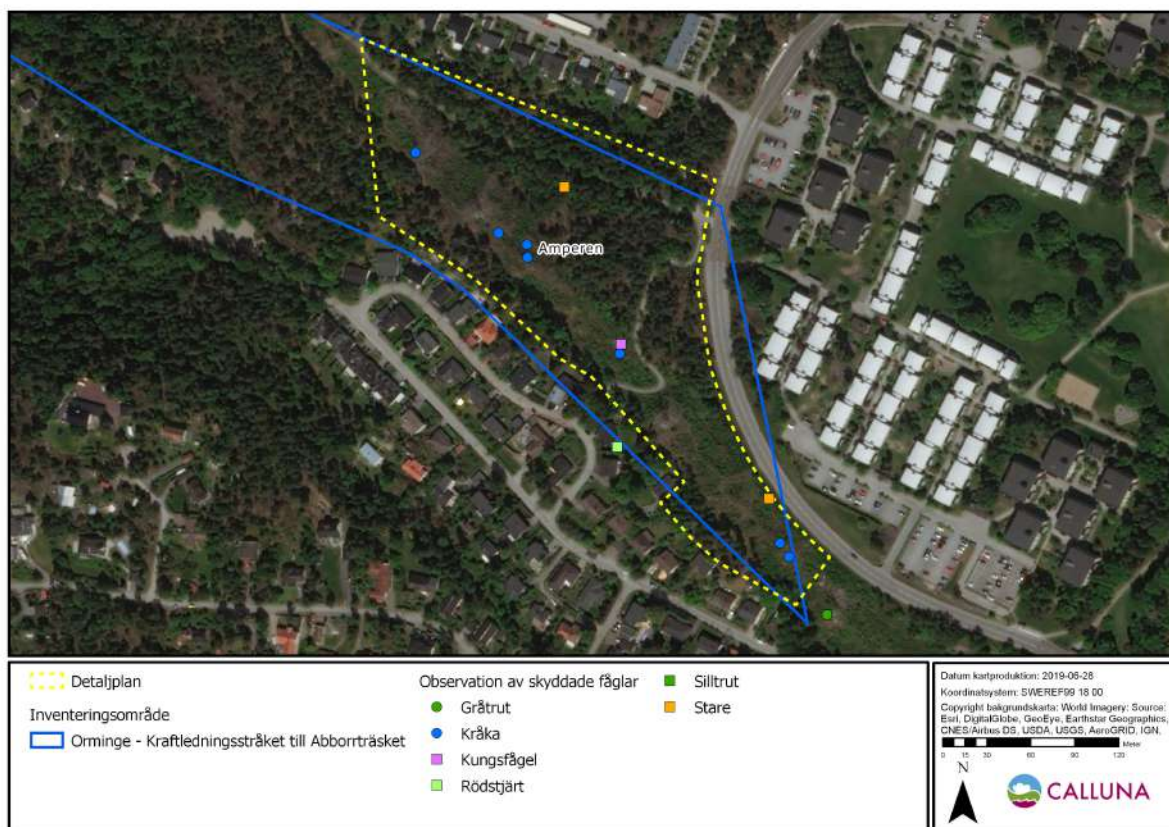 Amperen
Detaljplan
Inventeringsområde
Orminge - Kraftledningsstråket till Abborrträsket
Observation av skyddade fåglar
Gråtrut
Kråka
Kungsfågel
Rödstjärt
Silltrut
Stare
Datum kartproduktion: 2019-06-28
Koordinatsystem: SWEREF99 18 00
Copyright bakgrundskarta: World Imagery: Source:
Esri, DigitalGlobe, GeoEye, Earthstar Geographics,
CNES/Airbus DS, USDA, USGS, AeroGRID, IGN,
Meter
0 15 30 60 90 120
N
CALLUNA